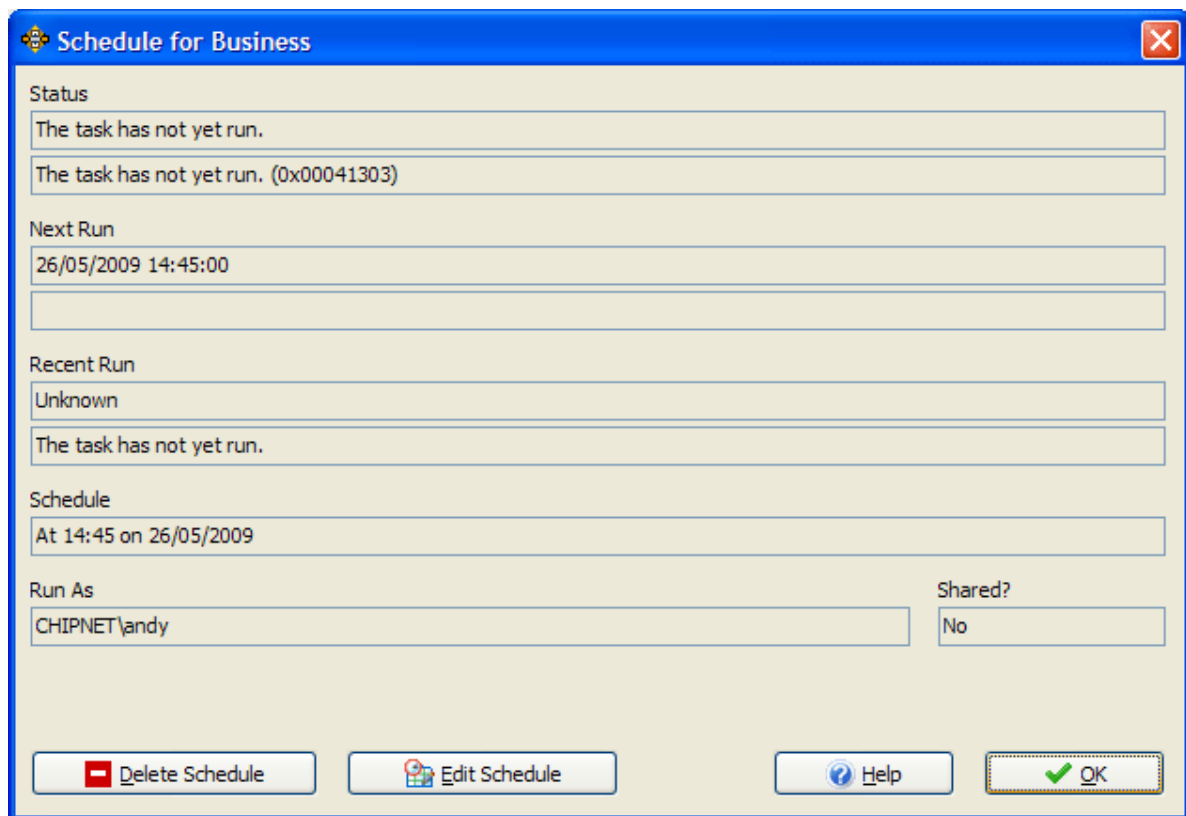 Schedule for Business
Status
The task has not yet run.
The task has not yet run. (0x00041303)
Next Run
26/05/2009 14:45:00
Recent Run
Unknown
The task has not yet run.
Schedule
At 14:45 on 26/05/2009
Run As
Shared?
CHIPNET\andy
No
Delete Schedule
Edit Schedule
Help
OK